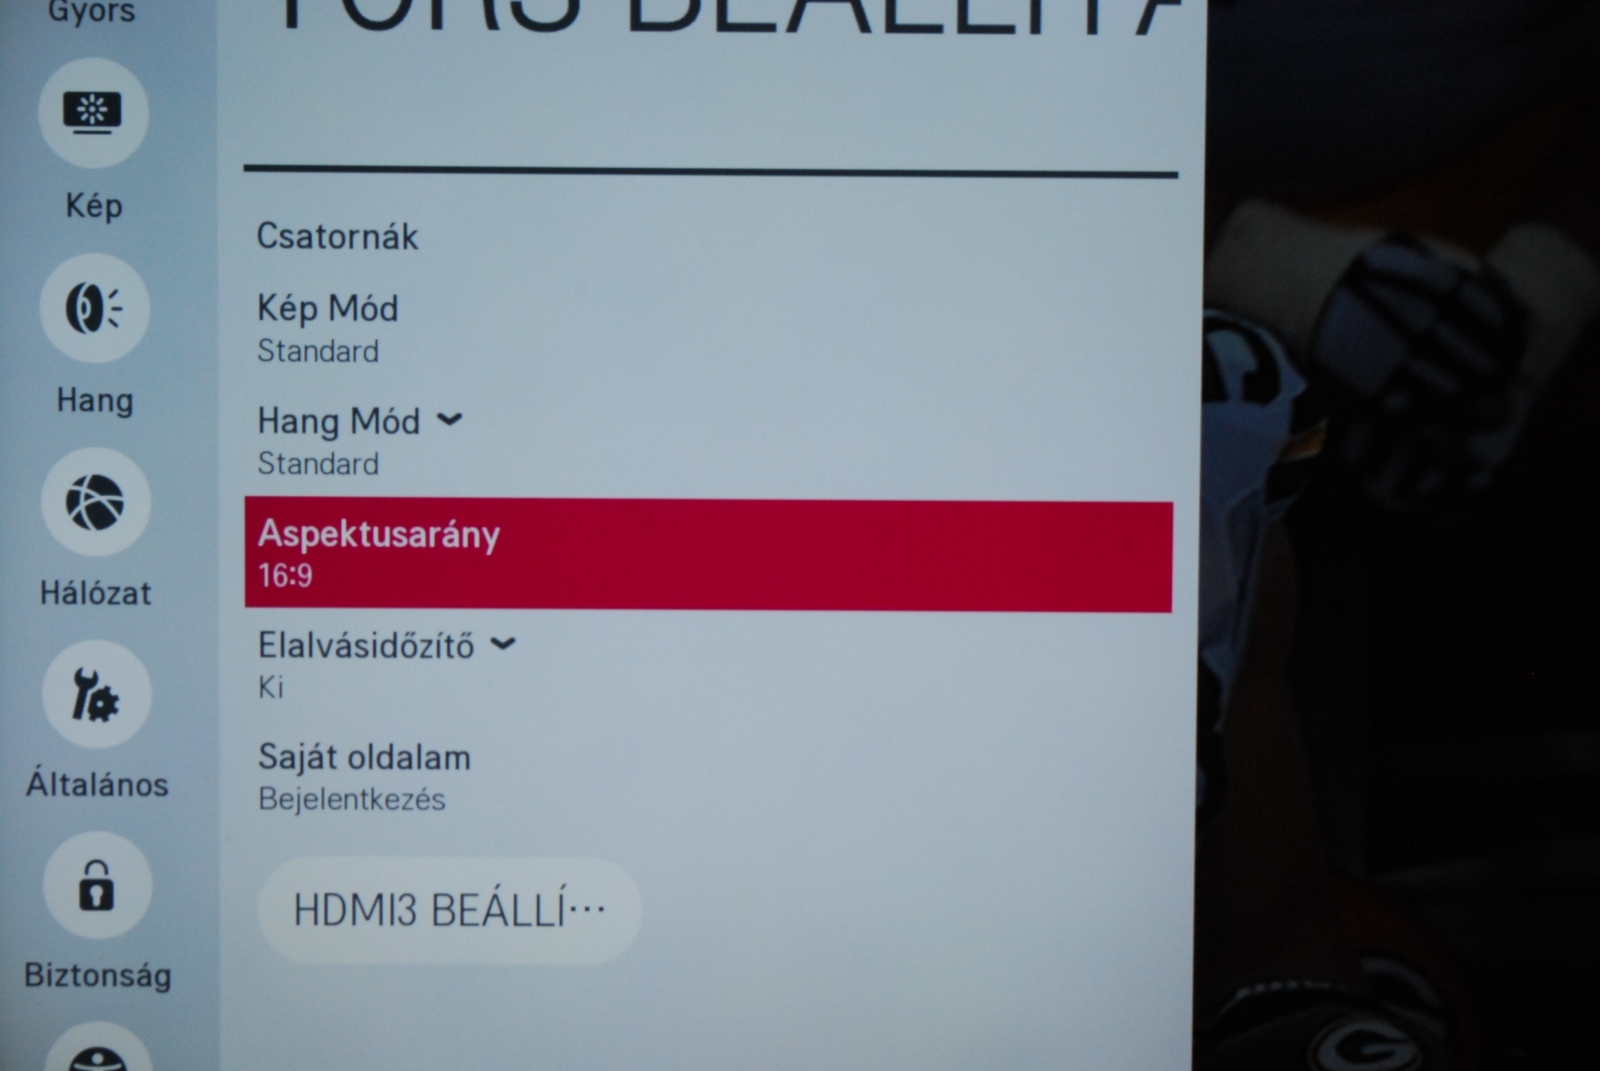 Gyors
Kép
Hang
Hálózat
Általános
Biztonság
Csatornák
Kép Mód
Standard
Hang Mód
Standard
Aspektusarány
16:9
Elalvásidőzítő
Ki
Saját oldalam
Bejelentkezés
HDMI3 BEÁLLÍ···
G